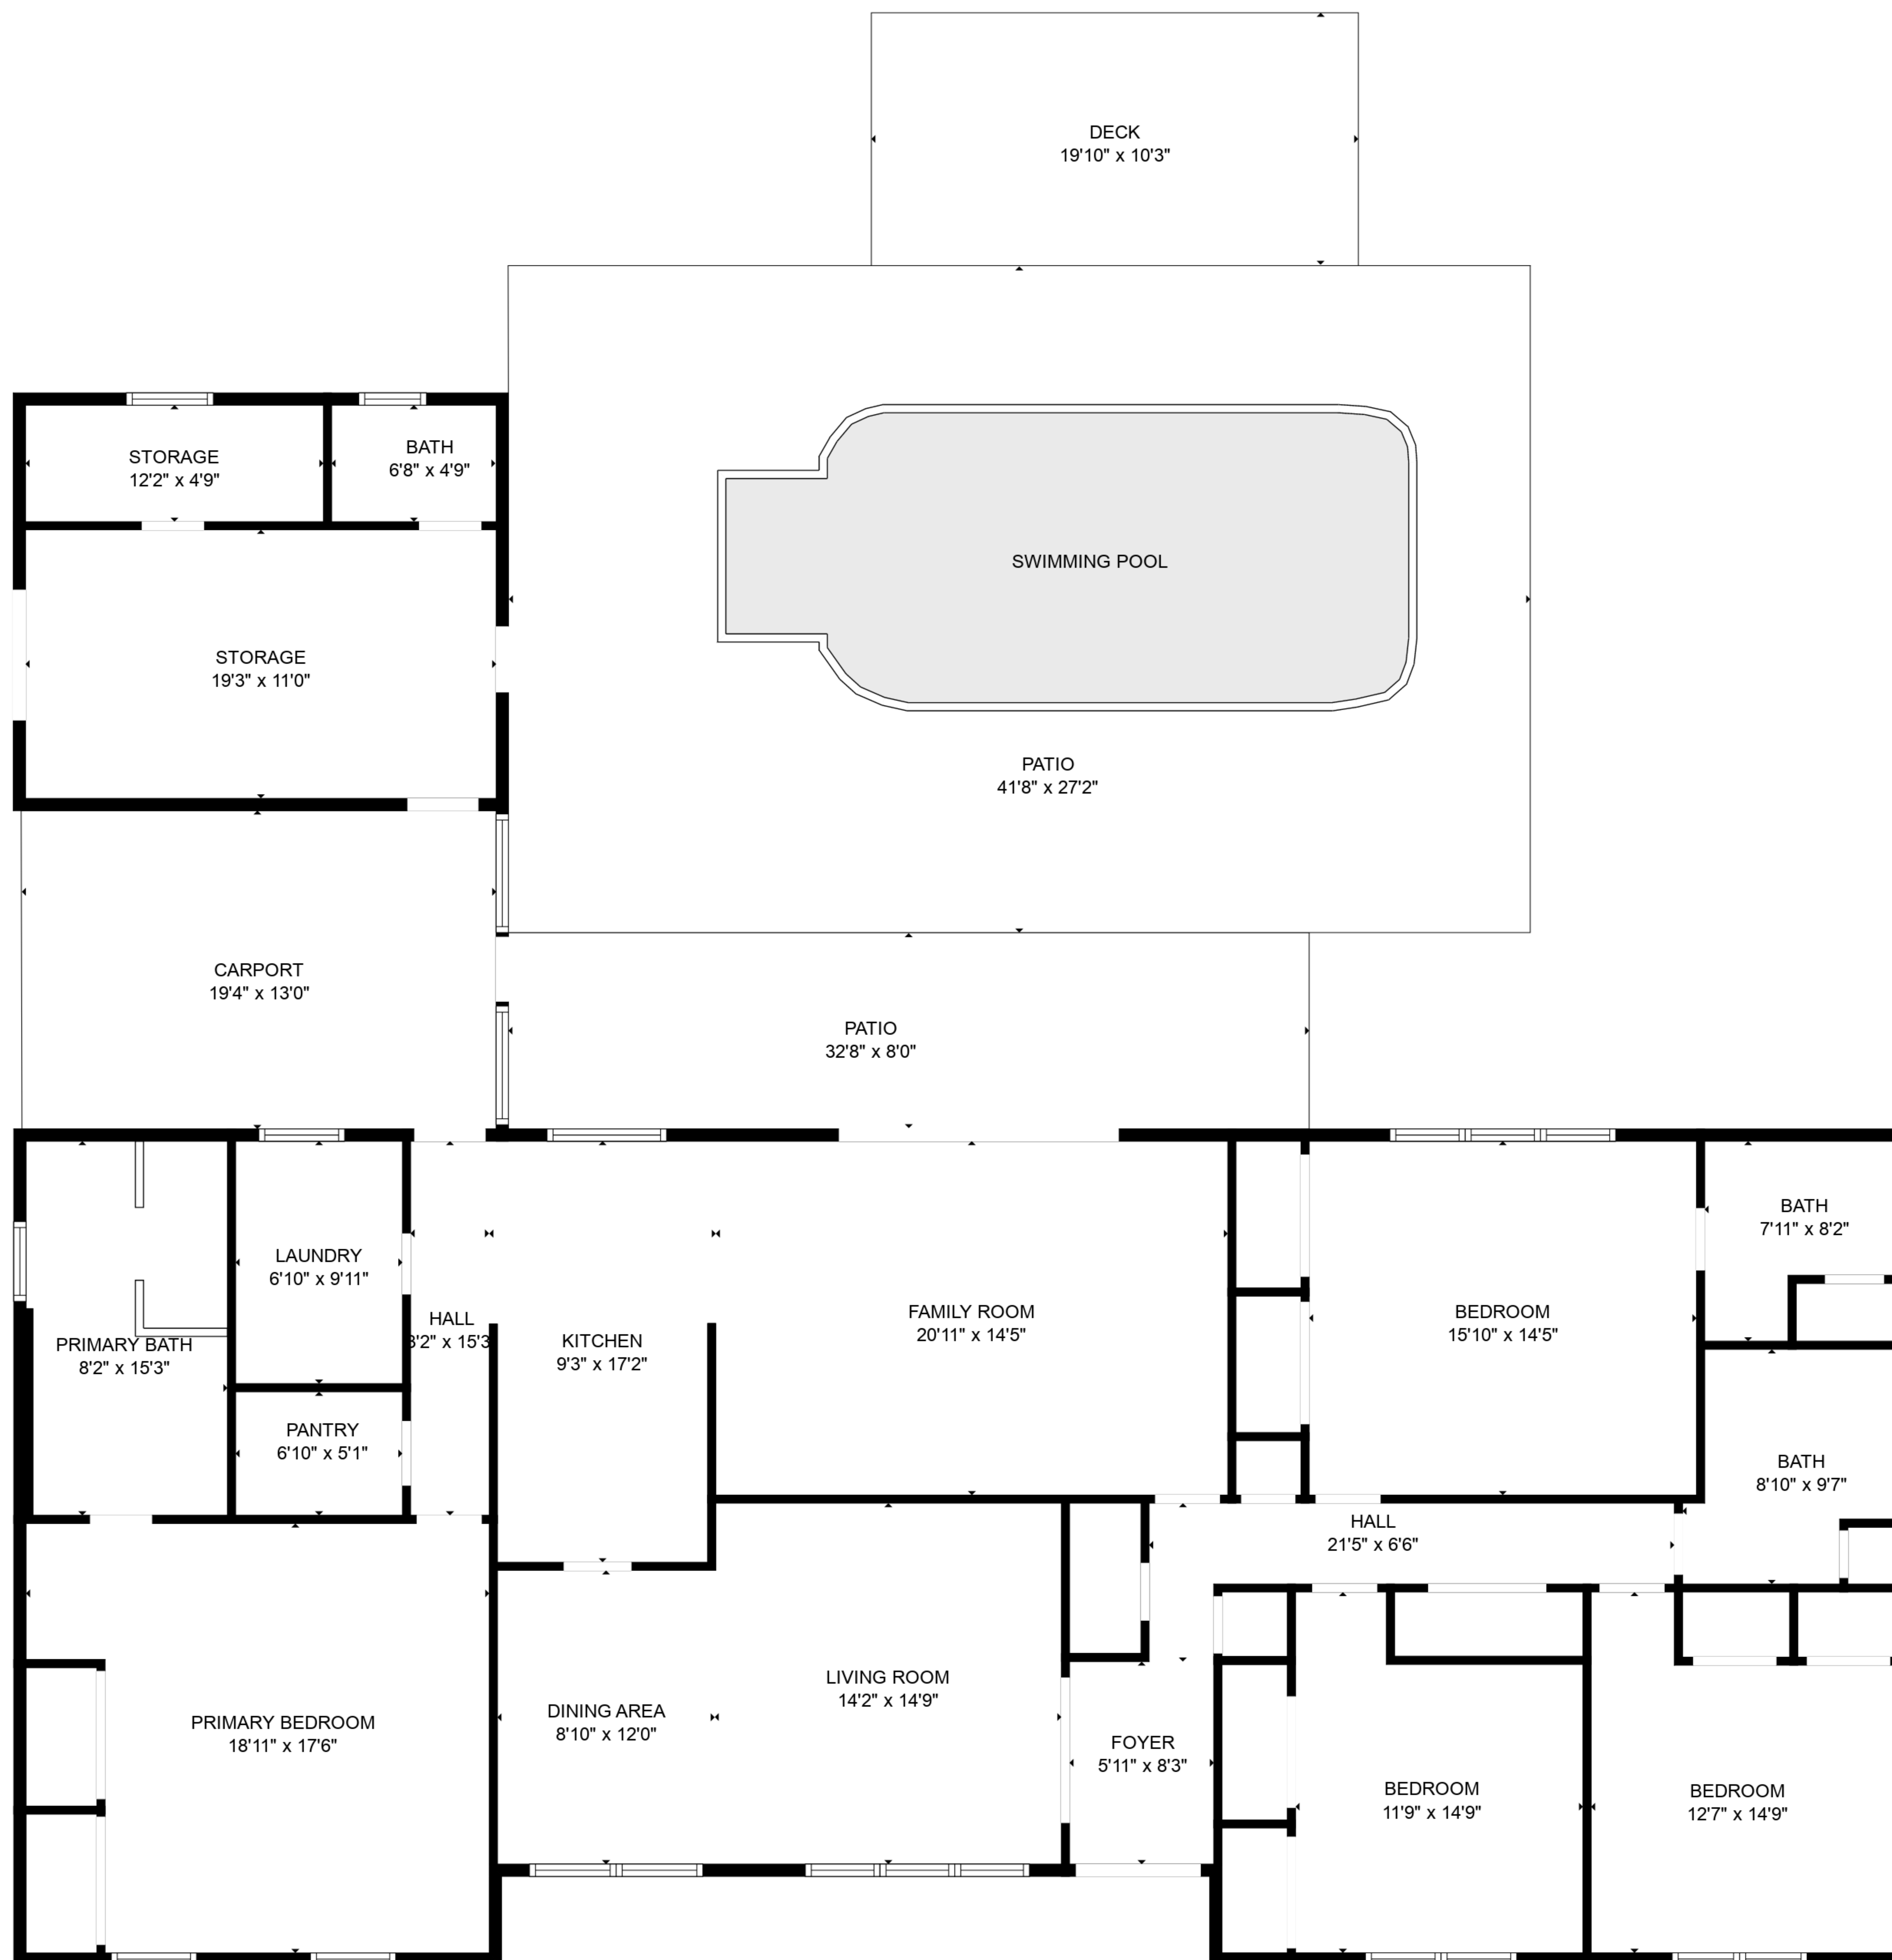 DECK
19'10" x 10'3"
STORAGE
12'2" x 4'9"
BATH
6'8" x 4'9"
SWIMMING POOL
STORAGE
19'3" x 11'0"
PATIO
41'8" x 27'2"
CARPORT
19'4" x 13'0"
PATIO
32'8" x 8'0"
BATH
7'11" x 8'2"
LAUNDRY
6'10" x 9'11"
HALL
3'2" x 15'3
PRIMARY BATH
8'2" x 15'3"
KITCHEN
9'3" x 17'2"
FAMILY ROOM
20'11" x 14'5"
BEDROOM
15'10" x 14'5"
PANTRY
6'10" x 5'1"
BATH
8'10" x 9'7"
HALL
21'5" x 6'6"
PRIMARY BEDROOM
18'11" x 17'6"
DINING AREA
8'10" x 12'0"
LIVING ROOM
14'2" x 14'9"
FOYER
5'11" x 8'3"
BEDROOM
11'9" x 14'9"
BEDROOM
12'7" x 14'9"